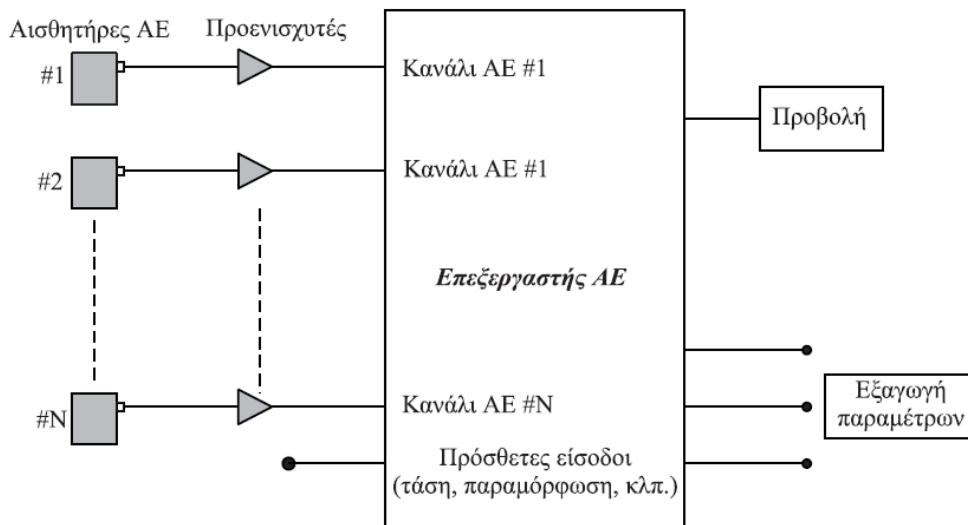 Αισθητήρες ΑΕ
Προενισχυτές
#1
Κανάλι ΑΕ #1
Προβολή
#2
Κανάλι ΑΕ #1
Επεξεργαστής ΑΕ
#N
Κανάλι ΑΕ #N
Εξαγωγή
παραμέτρων
Πρόσθετες είσοδοι
(τάση, παραμόρφωση, κλπ.)